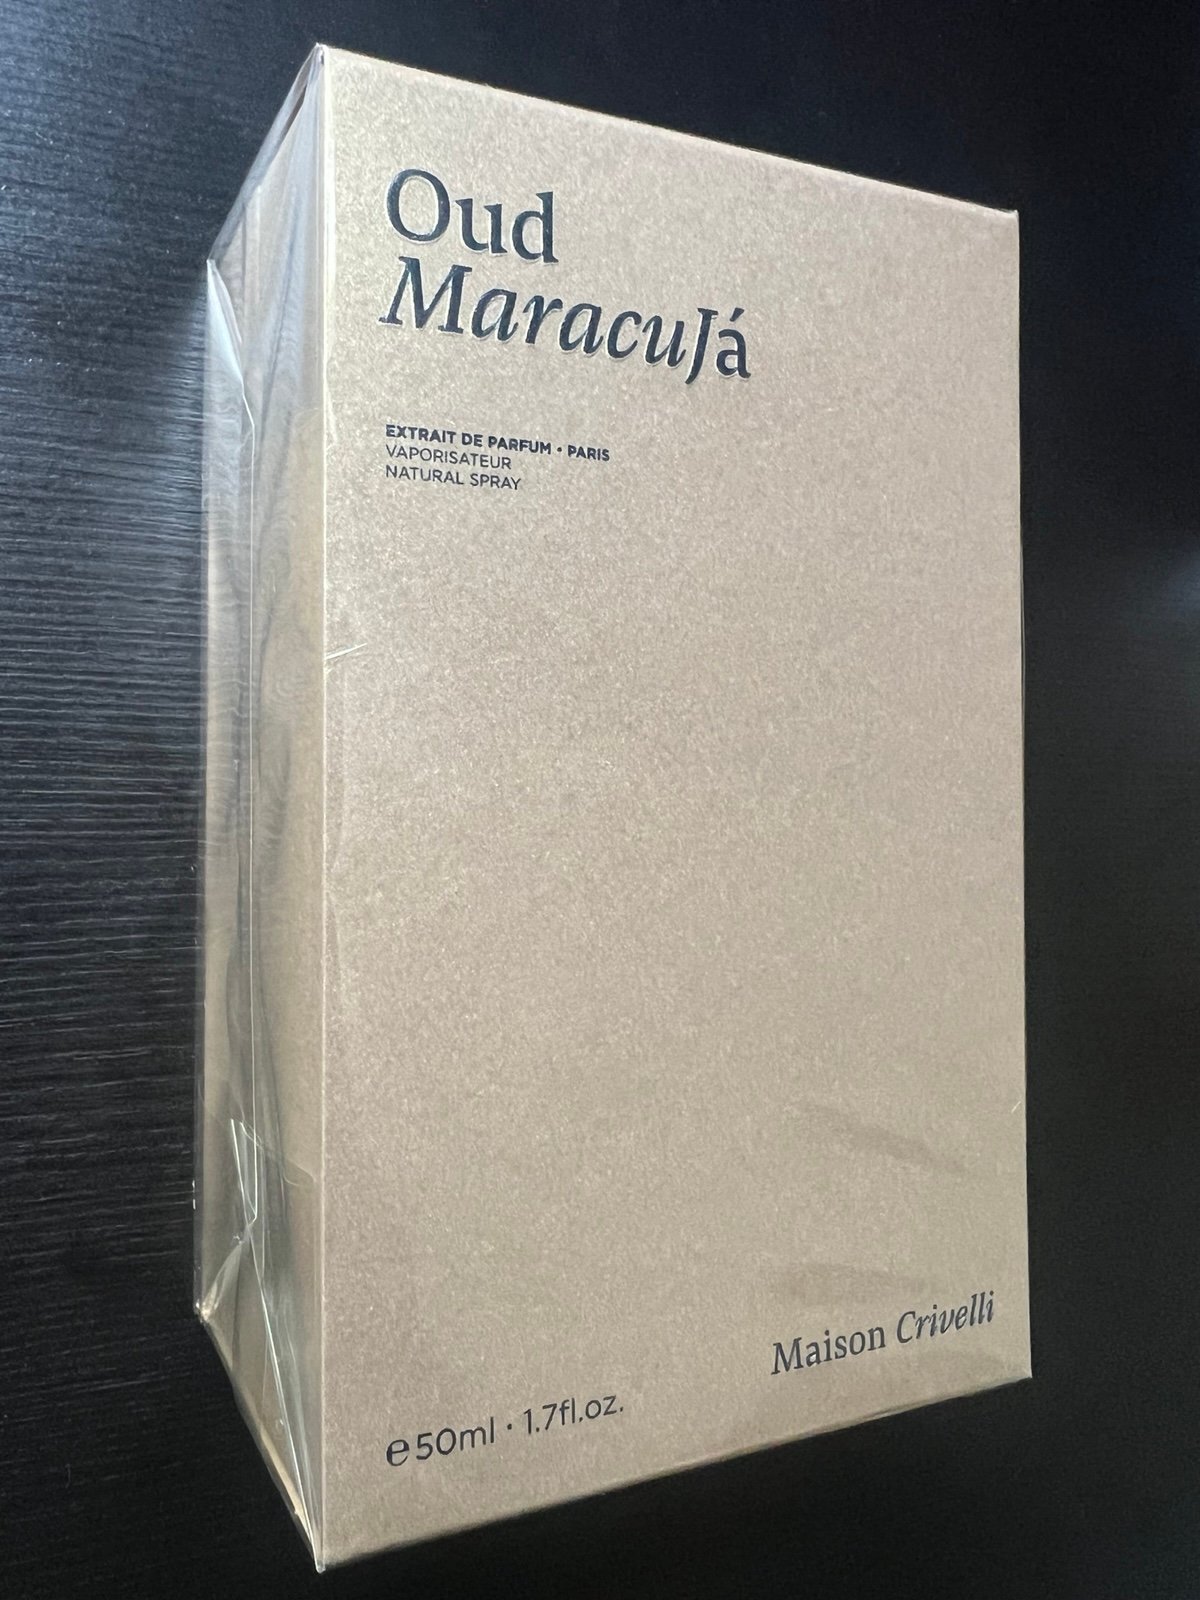 Oud
MaracuJá
EXTRAIT DE PARFUM • PARIS
VAPORISATEUR
NATURAL SPRAY
Maison Crivelli
℮50ml · 1.7fl.oz.